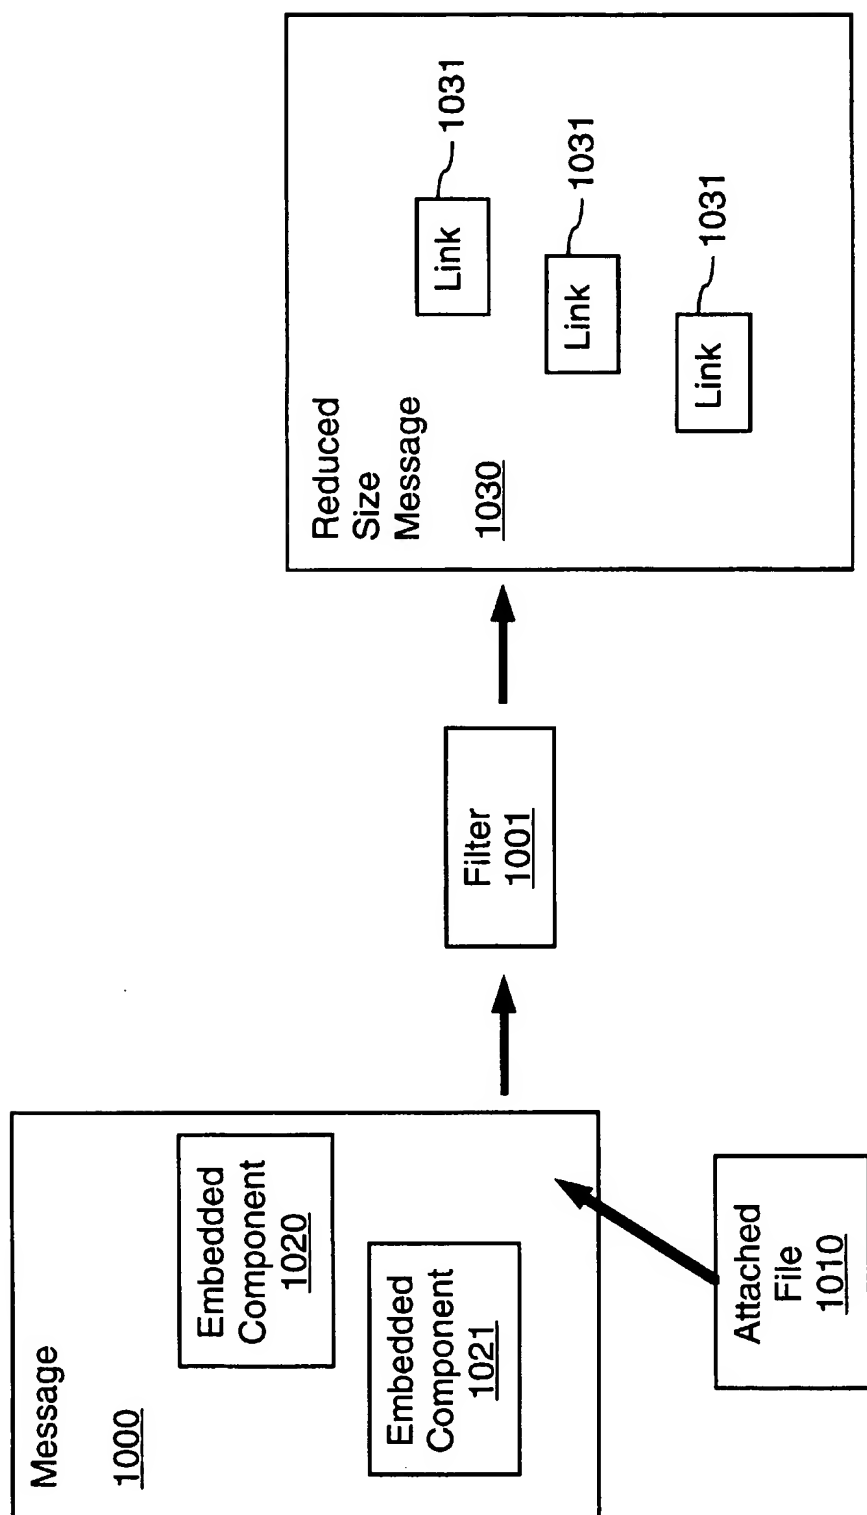 Message
1000
Embedded
Component
1020
Embedded
Component
1021
Attached
File
1010
Filter
1001
Reduced
Size
Message
1030
Link
1031
Link
1031
Link
1031